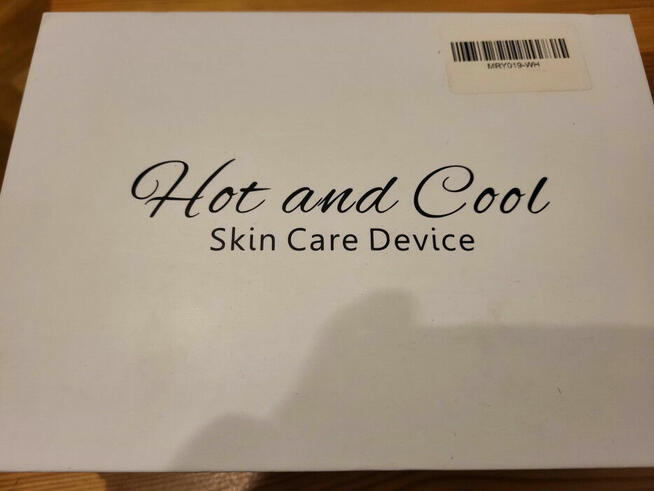 MRY019-WH
Hot and Cool
Skin Care Device